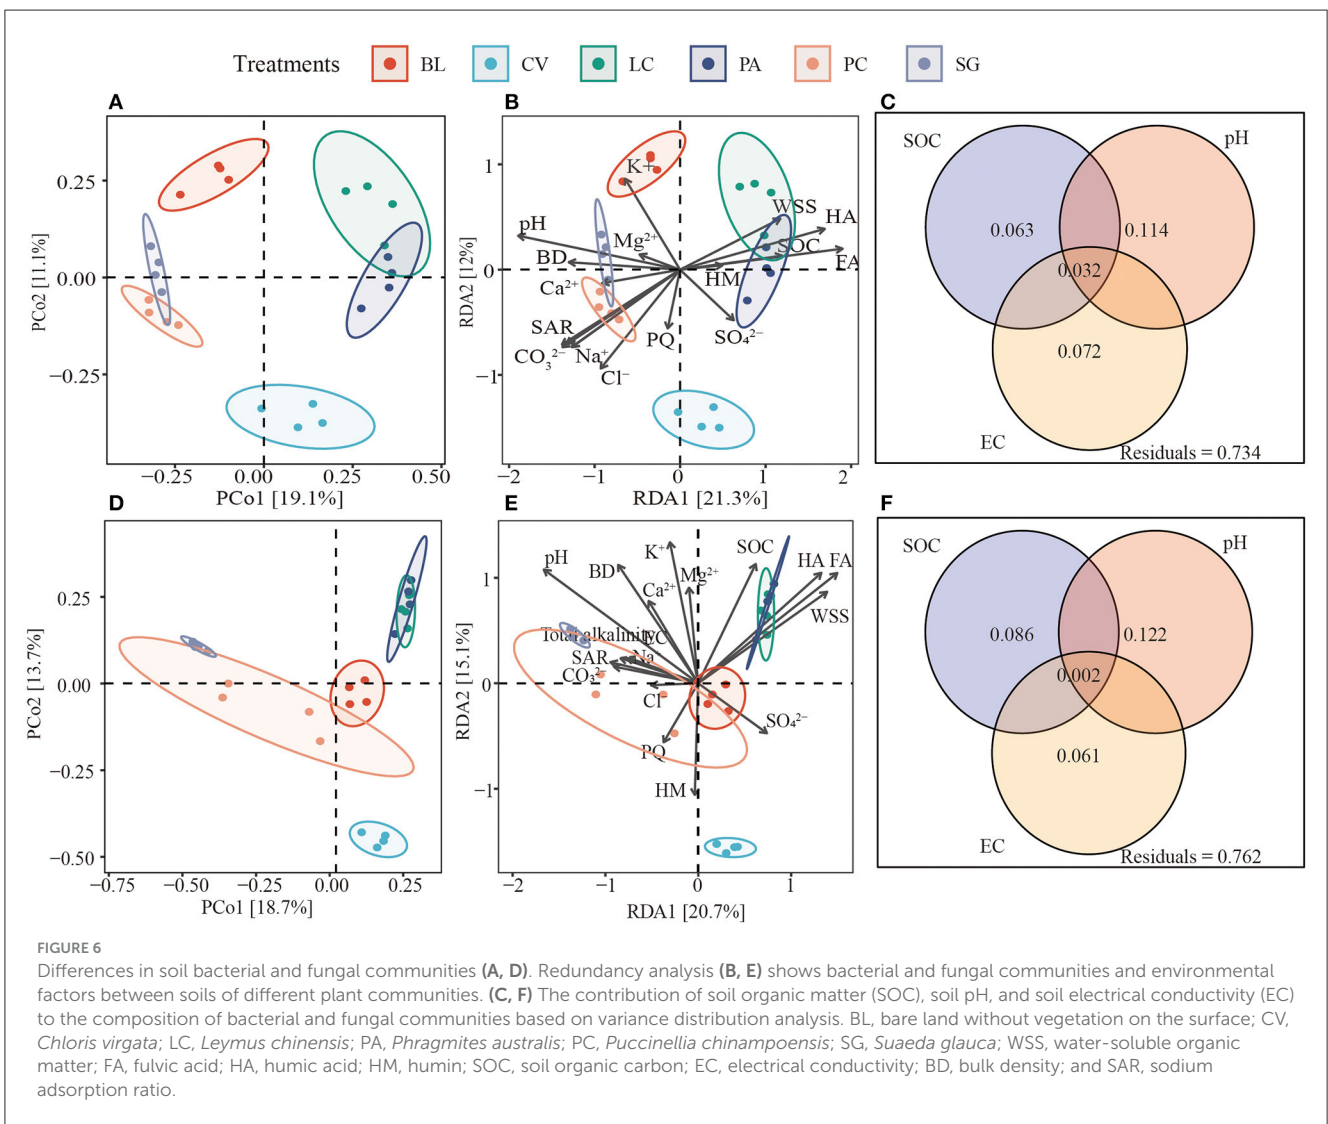 Treatments BL CV LC PA PC SG
A
PCo2 [11.1%]
0.25
0.00
−0.25
−0.25 0.00 0.25 0.50
PCo1 [19.1%]
B
RDA2 [12%]
1
0
−1
K+
WSS
HA
pH
Mg²⁺
SOC
BD
FA
HM
Ca²⁺
SAR
PQ
SO₄²⁻
CO₃²⁻ Na⁺
Cl⁻
−2 −1 0 1 2
RDA1 [21.3%]
C
SOC
pH
0.063
0.114
0.032
0.072
EC
Residuals = 0.734
D
PCo2 [13.7%]
0.25
0.00
−0.25
−0.50
−0.75 −0.50 −0.25 0.00 0.25
PCo1 [18.7%]
E
RDA2 [15.1%]
1
0
−1
K⁺
SOC
pH
BD
HA FA
Mg²⁺
Ca²⁺
WSS
Total alkalinity
EC
SAR
Na
CO₃²⁻
Cl⁻
SO₄²⁻
PQ
HM
−2 −1 0 1
RDA1 [20.7%]
F
SOC
pH
0.086
0.122
0.002
0.061
EC
Residuals = 0.762
FIGURE 6
Differences in soil bacterial and fungal communities (A, D). Redundancy analysis (B, E) shows bacterial and fungal communities and environmental
factors between soils of different plant communities. (C, F) The contribution of soil organic matter (SOC), soil pH, and soil electrical conductivity (EC)
to the composition of bacterial and fungal communities based on variance distribution analysis. BL, bare land without vegetation on the surface; CV,
Chloris virgata; LC, Leymus chinensis; PA, Phragmites australis; PC, Puccinellia chinampoensis; SG, Suaeda glauca; WSS, water-soluble organic
matter; FA, fulvic acid; HA, humic acid; HM, humin; SOC, soil organic carbon; EC, electrical conductivity; BD, bulk density; and SAR, sodium
adsorption ratio.